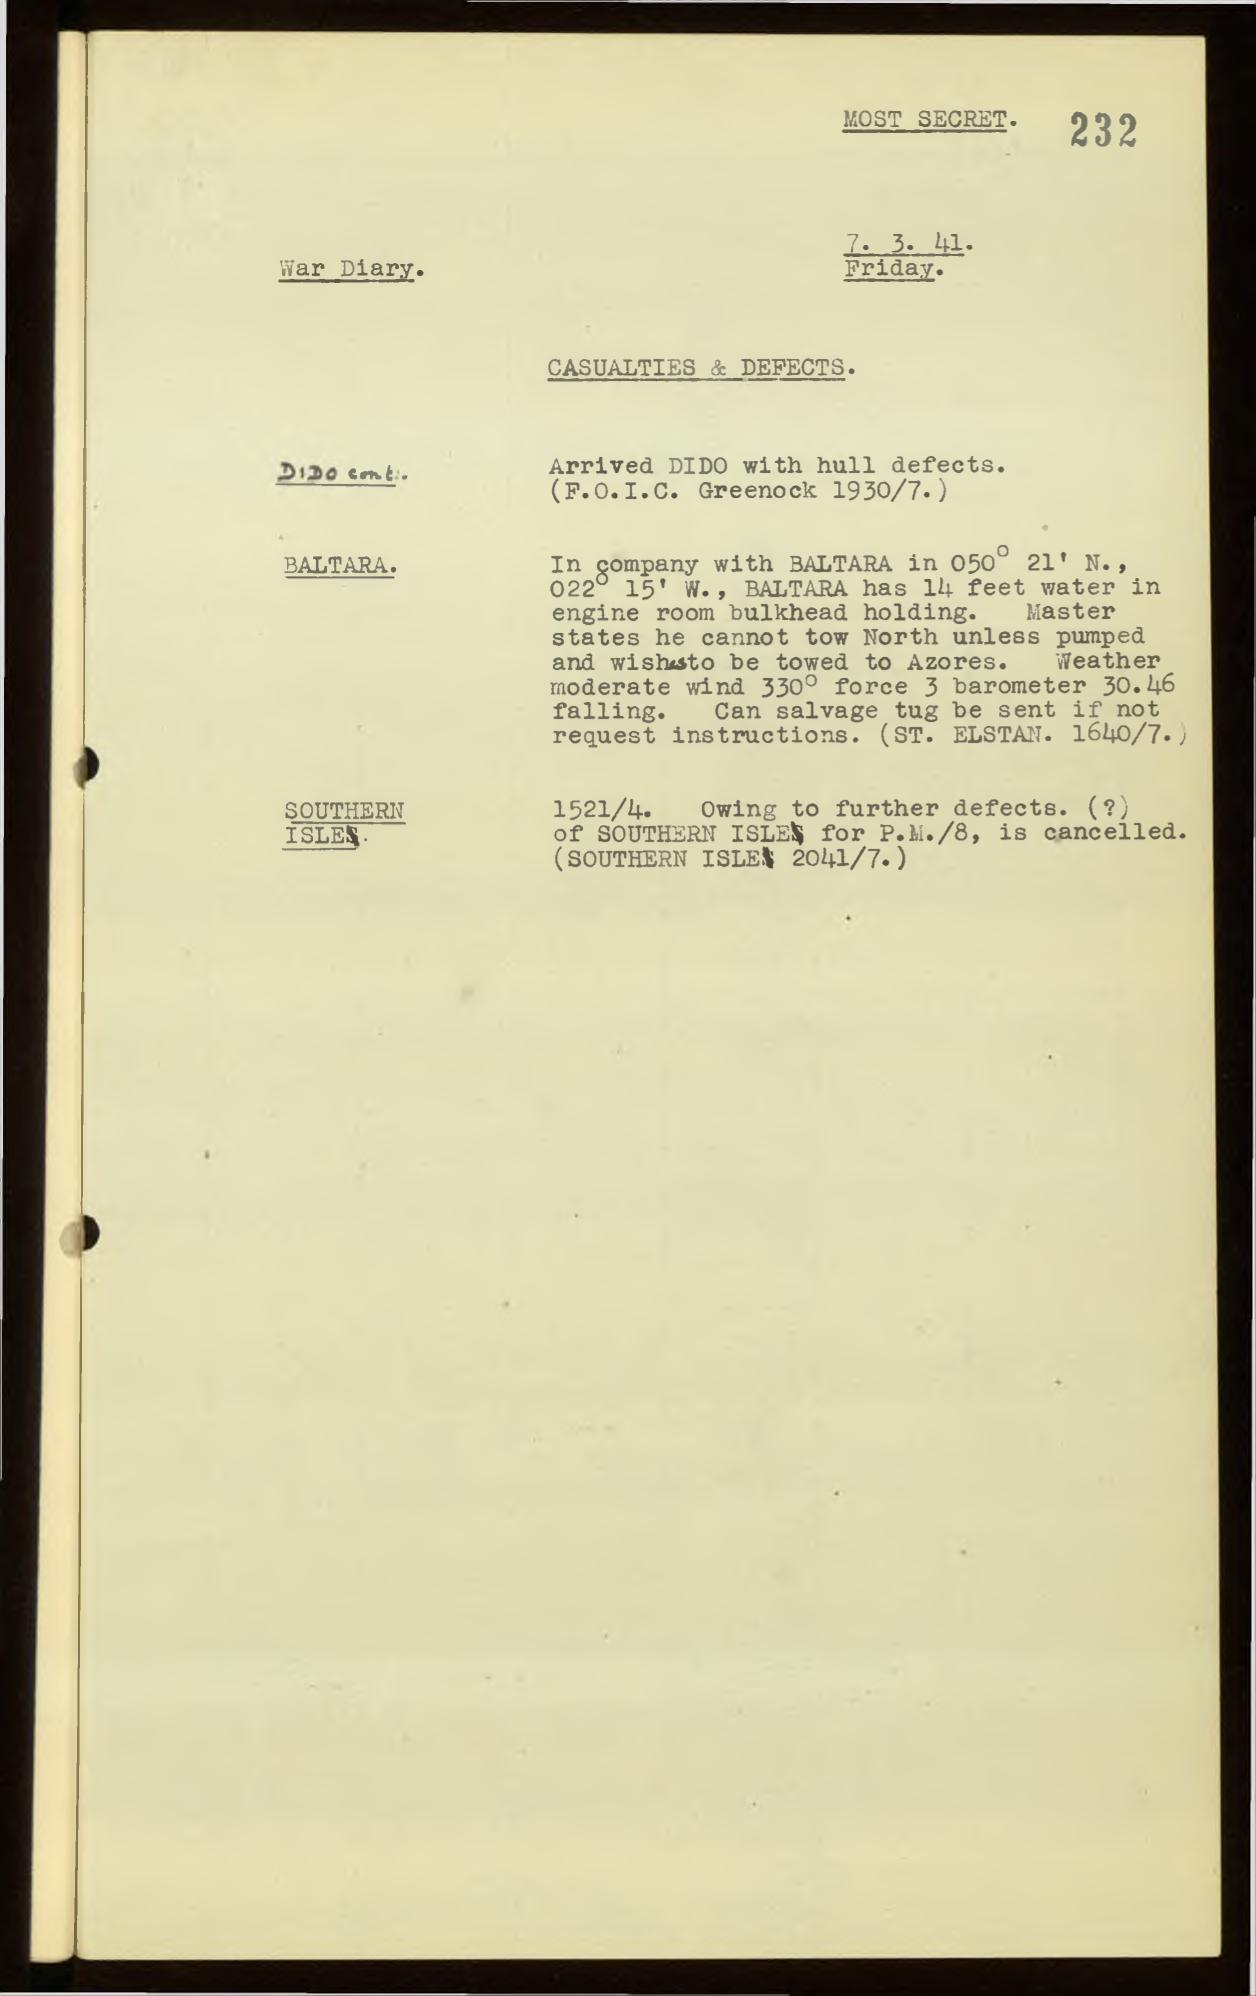 MOST SECRET. 232
7. 3. 41.
War Diary. Friday.
CASUALTIES & DEFECTS.
DIDO cont. Arrived DIDO with hull defects.
(F.O.I.C. Greenock 1930/7.)
BALTARA. In company with BALTARA in 050° 21' N.,
022° 15' W., BALTARA has 14 feet water in
engine room bulkhead holding. Master
states he cannot tow North unless pumped
and wishes to be towed to Azores. Weather
moderate wind 330° force 3 barometer 30.46
falling. Can salvage tug be sent if not
request instructions. (ST. ELSTAN. 1640/7.)
SOUTHERN 1521/4. Owing to further defects. (?)
ISLES. of SOUTHERN ISLES for P.M./8, is cancelled.
(SOUTHERN ISLES 2041/7.)